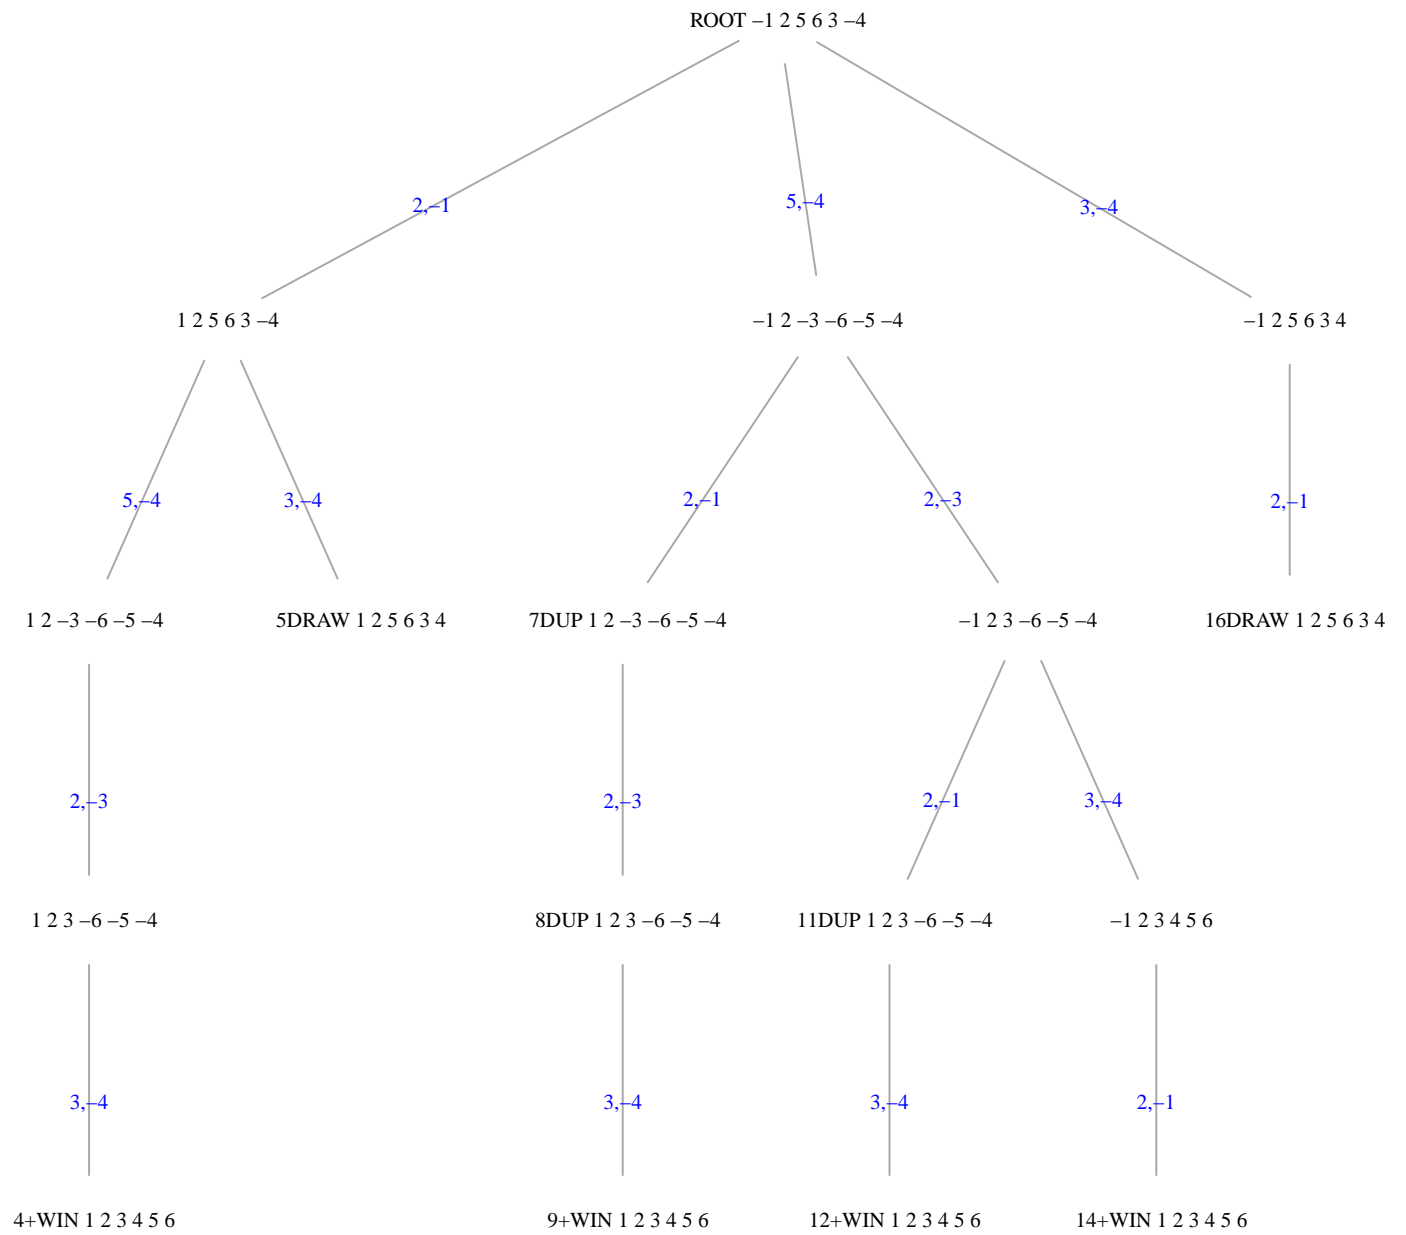 ROOT –1 2 5 6 3 –4
2,–1
5,–4
3,–4
1 2 5 6 3 –4
–1 2 –3 –6 –5 –4
–1 2 5 6 3 4
5,–4
3,–4
2,–1
2,–3
2,–1
1 2 –3 –6 –5 –4
5DRAW 1 2 5 6 3 4
7DUP 1 2 –3 –6 –5 –4
–1 2 3 –6 –5 –4
16DRAW 1 2 5 6 3 4
2,–3
2,–3
2,–1
3,–4
1 2 3 –6 –5 –4
8DUP 1 2 3 –6 –5 –4
11DUP 1 2 3 –6 –5 –4
–1 2 3 4 5 6
3,–4
3,–4
3,–4
2,–1
4+WIN 1 2 3 4 5 6
9+WIN 1 2 3 4 5 6
12+WIN 1 2 3 4 5 6
14+WIN 1 2 3 4 5 6